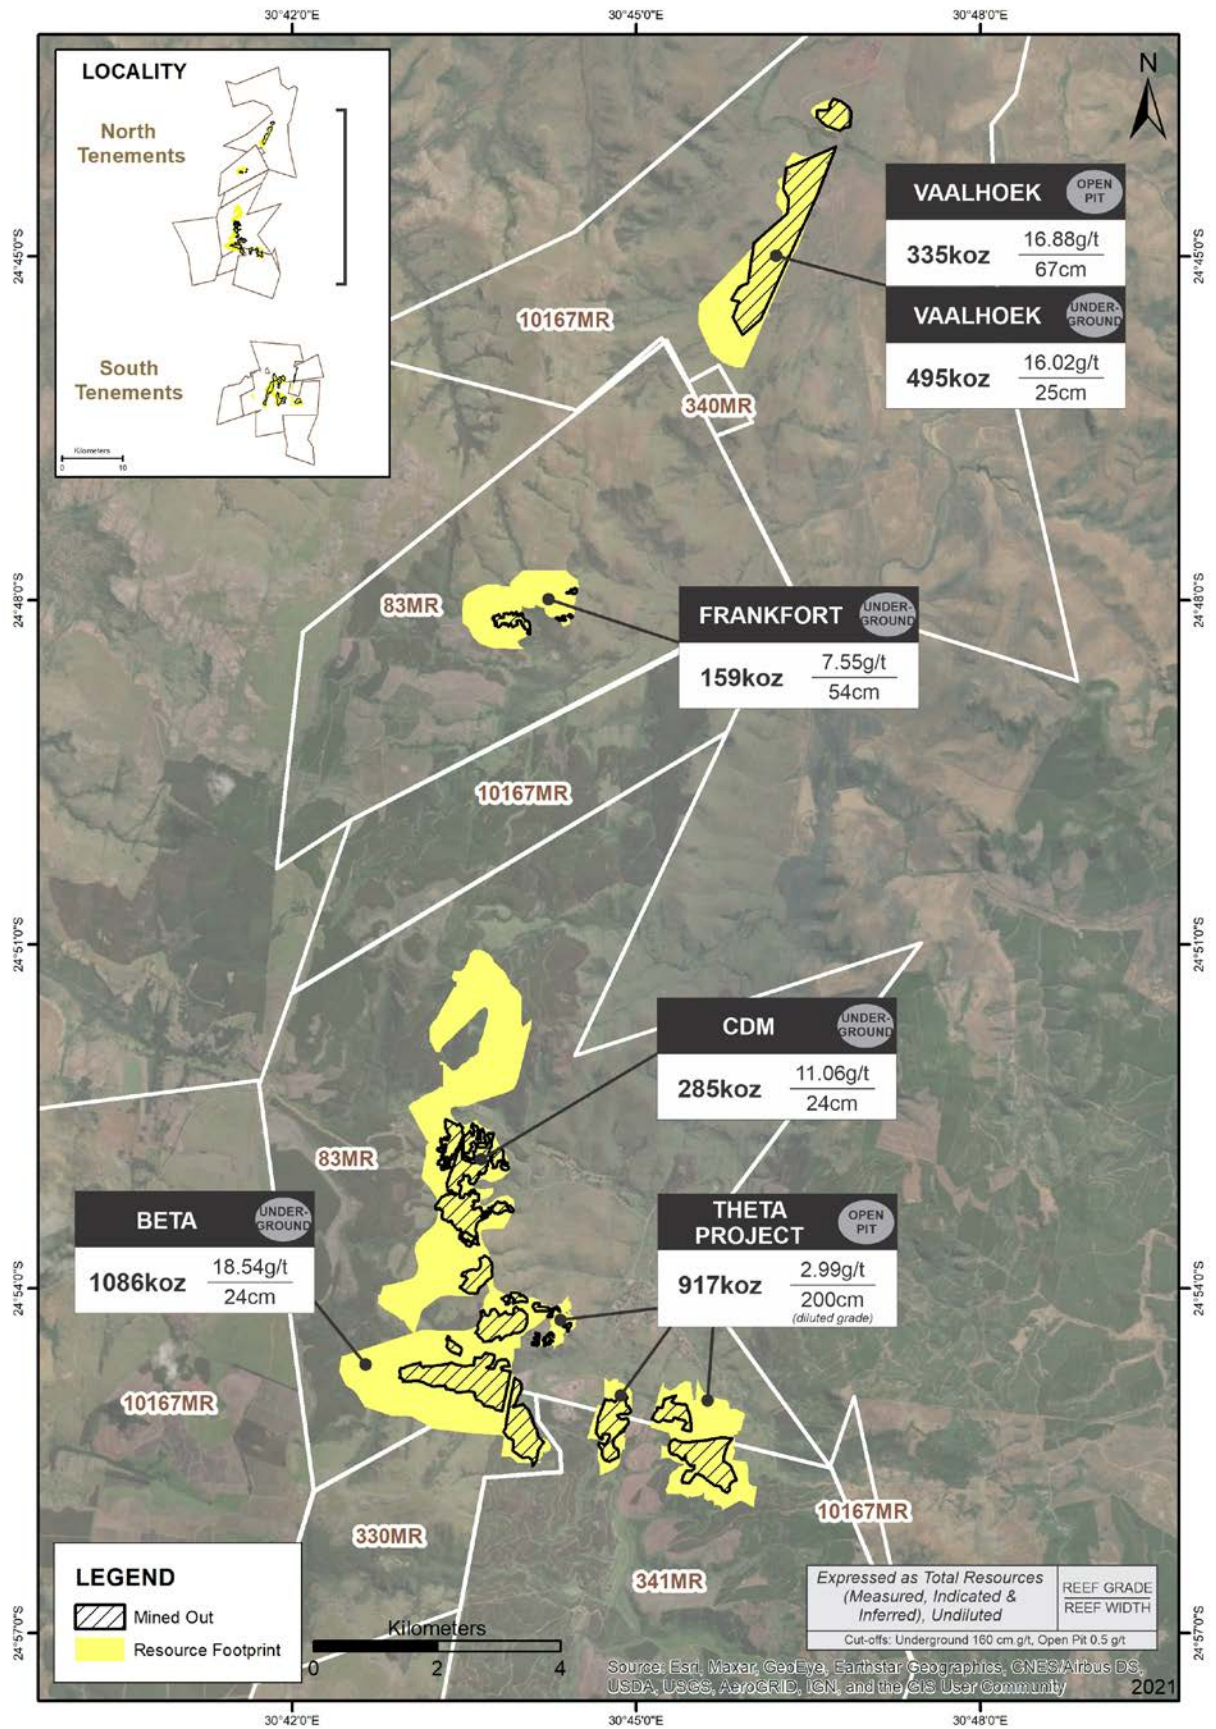 30°42'0"E
30°45'0"E
30°48'0"E
LOCALITY
North
Tenements
South
Tenements
Kilometers
0 10
N
24°45'0"S
24°45'0"S
VAALHOEK
OPEN
PIT
335koz
16.88g/t
67cm
VAALHOEK
UNDER-
GROUND
495koz
16.02g/t
25cm
10167MR
340MR
24°48'0"S
24°48'0"S
83MR
FRANKFORT
UNDER-
GROUND
159koz
7.55g/t
54cm
10167MR
24°51'0"S
24°51'0"S
CDM
UNDER-
GROUND
285koz
11.06g/t
24cm
83MR
BETA
UNDER-
GROUND
1086koz
18.54g/t
24cm
THETA
PROJECT
OPEN
PIT
917koz
2.99g/t
200cm
(diluted grade)
24°54'0"S
24°54'0"S
10167MR
10167MR
330MR
341MR
LEGEND
Mined Out
Resource Footprint
Kilometers
0 2 4
Expressed as Total Resources
(Measured, Indicated &
Inferred), Undiluted
REEF GRADE
REEF WIDTH
Cut-offs: Underground 160 cm.g/t, Open Pit 0.5 g/t
24°57'0"S
24°57'0"S
Source: Esri, Maxar, GeoEye, Earthstar Geographics, CNES/Airbus DS,
USDA, USGS, AeroGRID, IGN, and the GIS User Community
2021
30°42'0"E
30°45'0"E
30°48'0"E